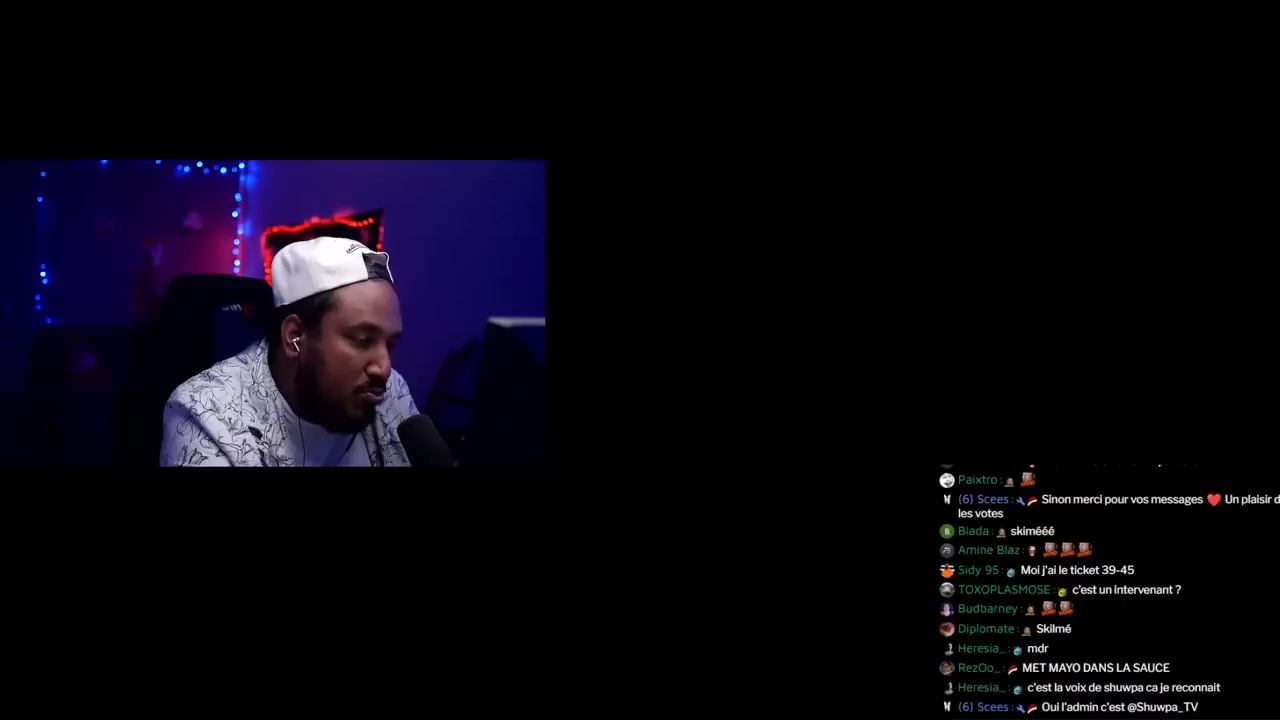 Paixtro :
(6) Scees : Sinon merci pour vos messages ❤️ Un plaisir d
les votes
Blada : skimééé
Amine Blaz :
Sidy 95 : Moi j'ai le ticket 39-45
TOXOPLASMOSE : c'est un intervenant ?
Budbarney :
Diplomate : Skilmé
Heresia_ : mdr
RezOo_ : MET MAYO DANS LA SAUCE
Heresia_ : c'est la voix de shuwpa ca je reconnait
(6) Scees : Oui l'admin c'est @Shuwpa_TV